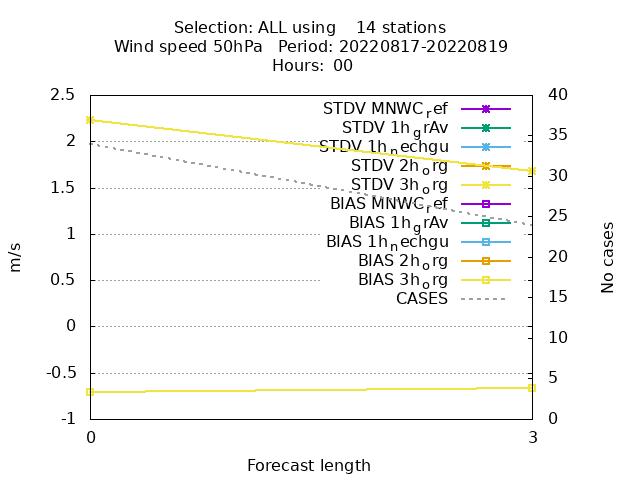 Selection: ALL using    14 stations
Wind speed 50hPa   Period: 20220817-20220819
Hours:  00
2.5
2
1.5
1
0.5
0
-0.5
-1
m/s
40
35
30
25
20
15
10
5
0
No cases
STDV MNWC_ref
STDV 1h_grAv
STDV 1h_nechgu
STDV 2h_org
STDV 3h_org
BIAS MNWC_ref
BIAS 1h_grAv
BIAS 1h_nechgu
BIAS 2h_org
BIAS 3h_org
CASES
0
3
Forecast length